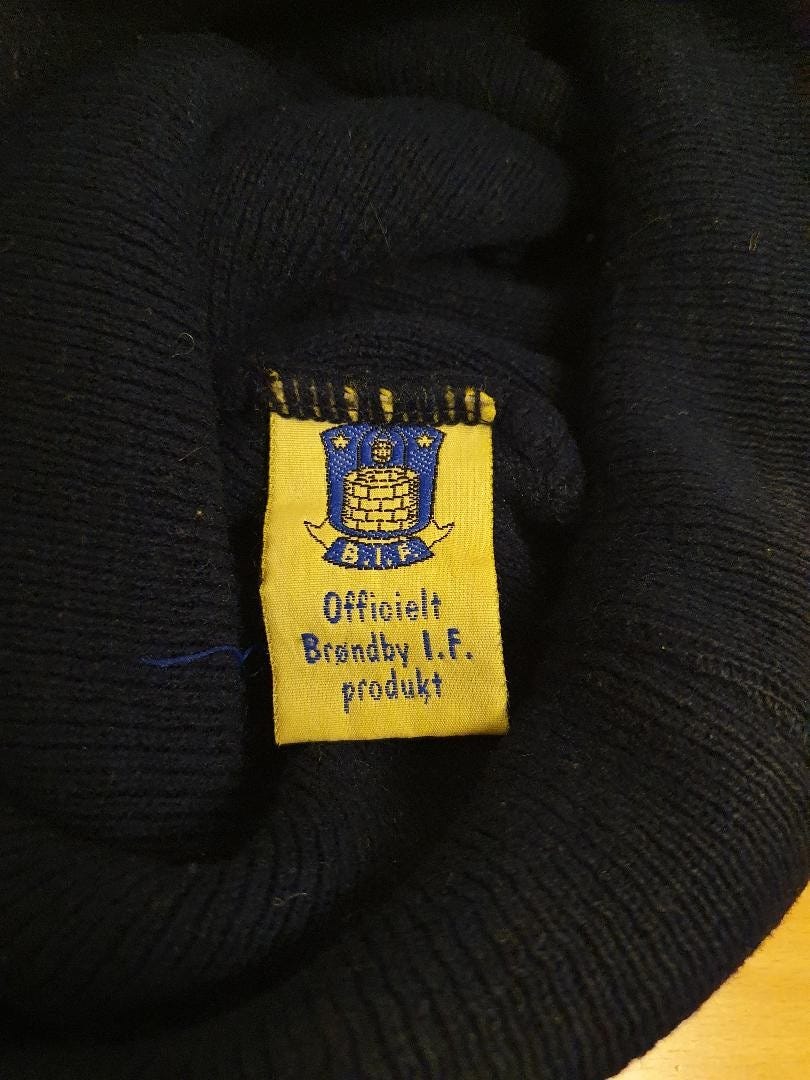 B.I.F.
Officielt
Brøndby I.F.
produkt